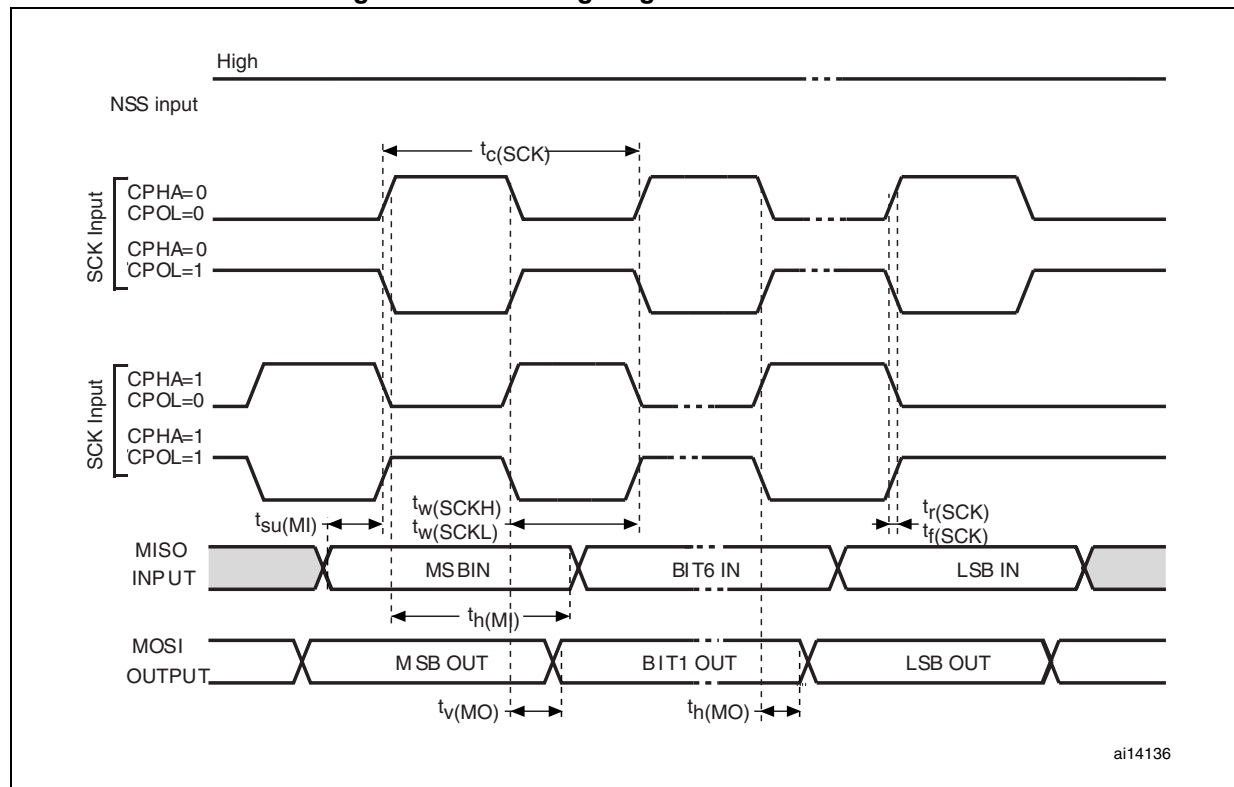 High
NSS input
tc(SCK)
SCK Input
CPHA=0
CPOL=0
CPHA=0
CPOL=1
SCK Input
CPHA=1
CPOL=0
CPHA=1
CPOL=1
tsu(MI)
tw(SCKH)
tw(SCKL)
tr(SCK)
tf(SCK)
MISO
INPUT
MSBIN
BIT6 IN
LSB IN
th(MI)
MOSI
OUTPUT
MSB OUT
BIT1 OUT
LSB OUT
tv(MO)
th(MO)
ai14136